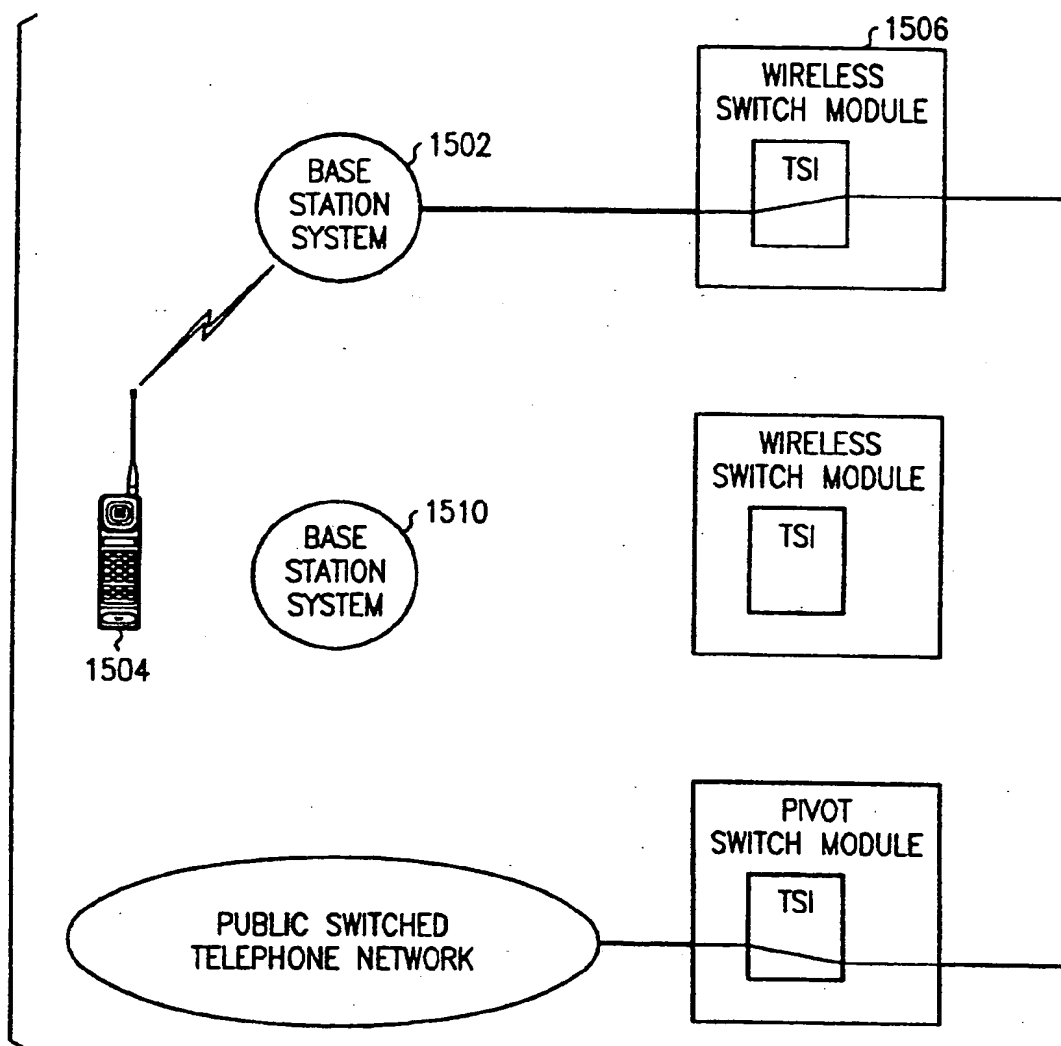 1506
WIRELESS
SWITCH MODULE
TSI
1502
BASE
STATION
SYSTEM
WIRELESS
SWITCH MODULE
TSI
1510
BASE
STATION
SYSTEM
1504
PIVOT
SWITCH MODULE
TSI
PUBLIC SWITCHED
TELEPHONE NETWORK